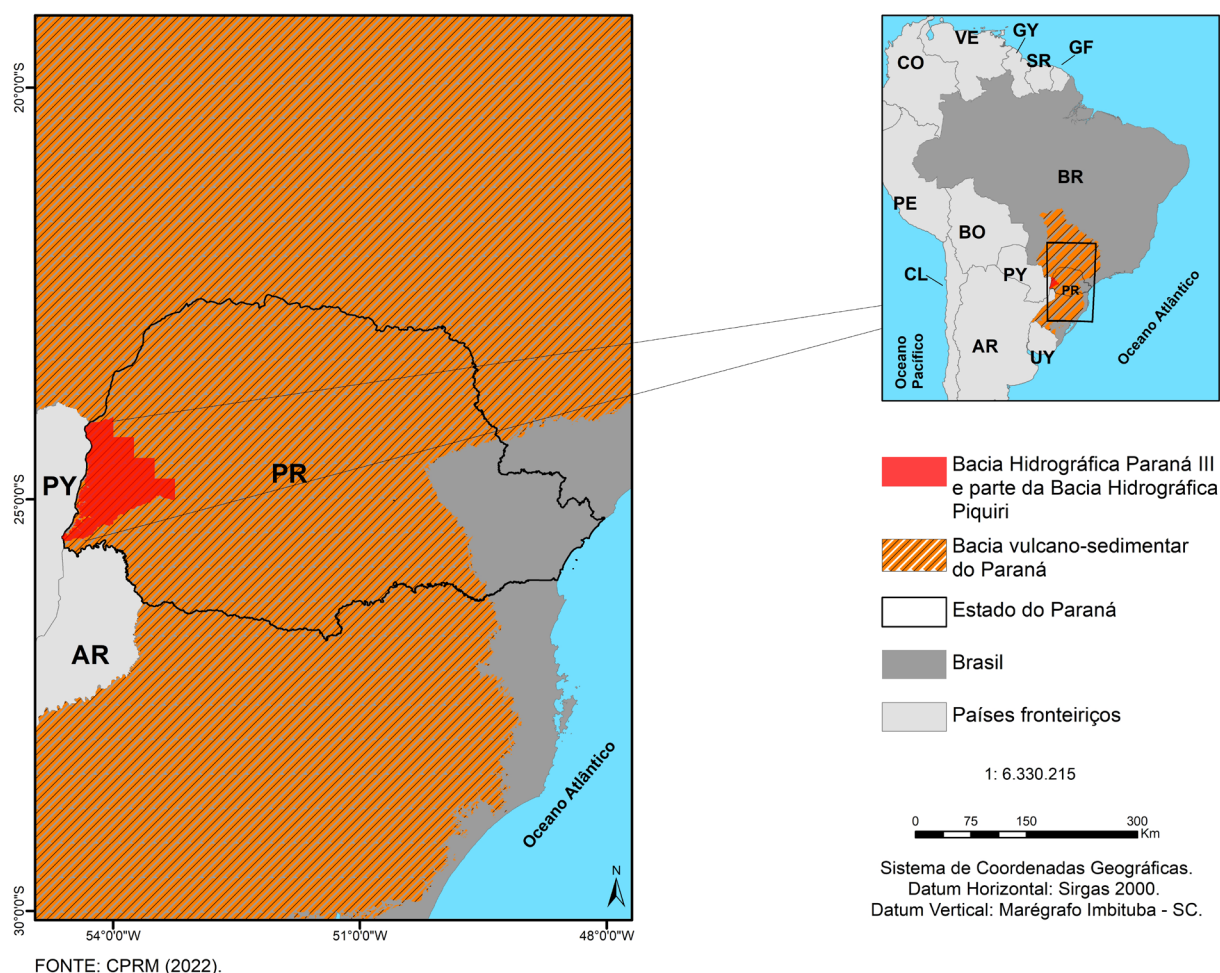 20°0'0"S
25°0'0"S
30°0'0"S
PY
PR
AR
Oceano Atlântico
N
54°0'0"W
51°0'0"W
48°0'0"W
FONTE: CPRM (2022).
VE
GY
SR
GF
CO
BR
PE
BO
CL
PY
PR
AR
UY
Oceano
Pacífico
Oceano Atlântico
Bacia Hidrográfica Paraná III
e parte da Bacia Hidrográfica
Piquiri
Bacia vulcano-sedimentar
do Paraná
Estado do Paraná
Brasil
Países fronteiriços
1: 6.330.215
0 75 150 300
Km
Sistema de Coordenadas Geográficas.
Datum Horizontal: Sirgas 2000.
Datum Vertical: Marégrafo Imbituba - SC.